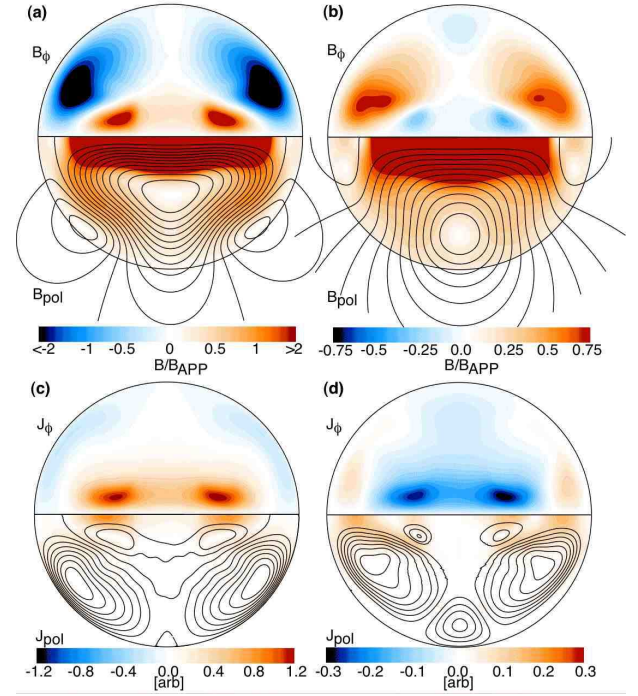 (a)
(b)
Bϕ
Bϕ
Bpol
Bpol
<-2 -1 -0.5 0 0.5 1 >2
B/BAPP
-0.75 -0.5 -0.25 0.0 0.25 0.5 0.75
B/BAPP
(c)
(d)
Jϕ
Jϕ
Jpol
Jpol
-1.2 -0.8 -0.4 0.0 0.4 0.8 1.2
[arb]
-0.3 -0.2 -0.1 0.0 0.1 0.2 0.3
[arb]